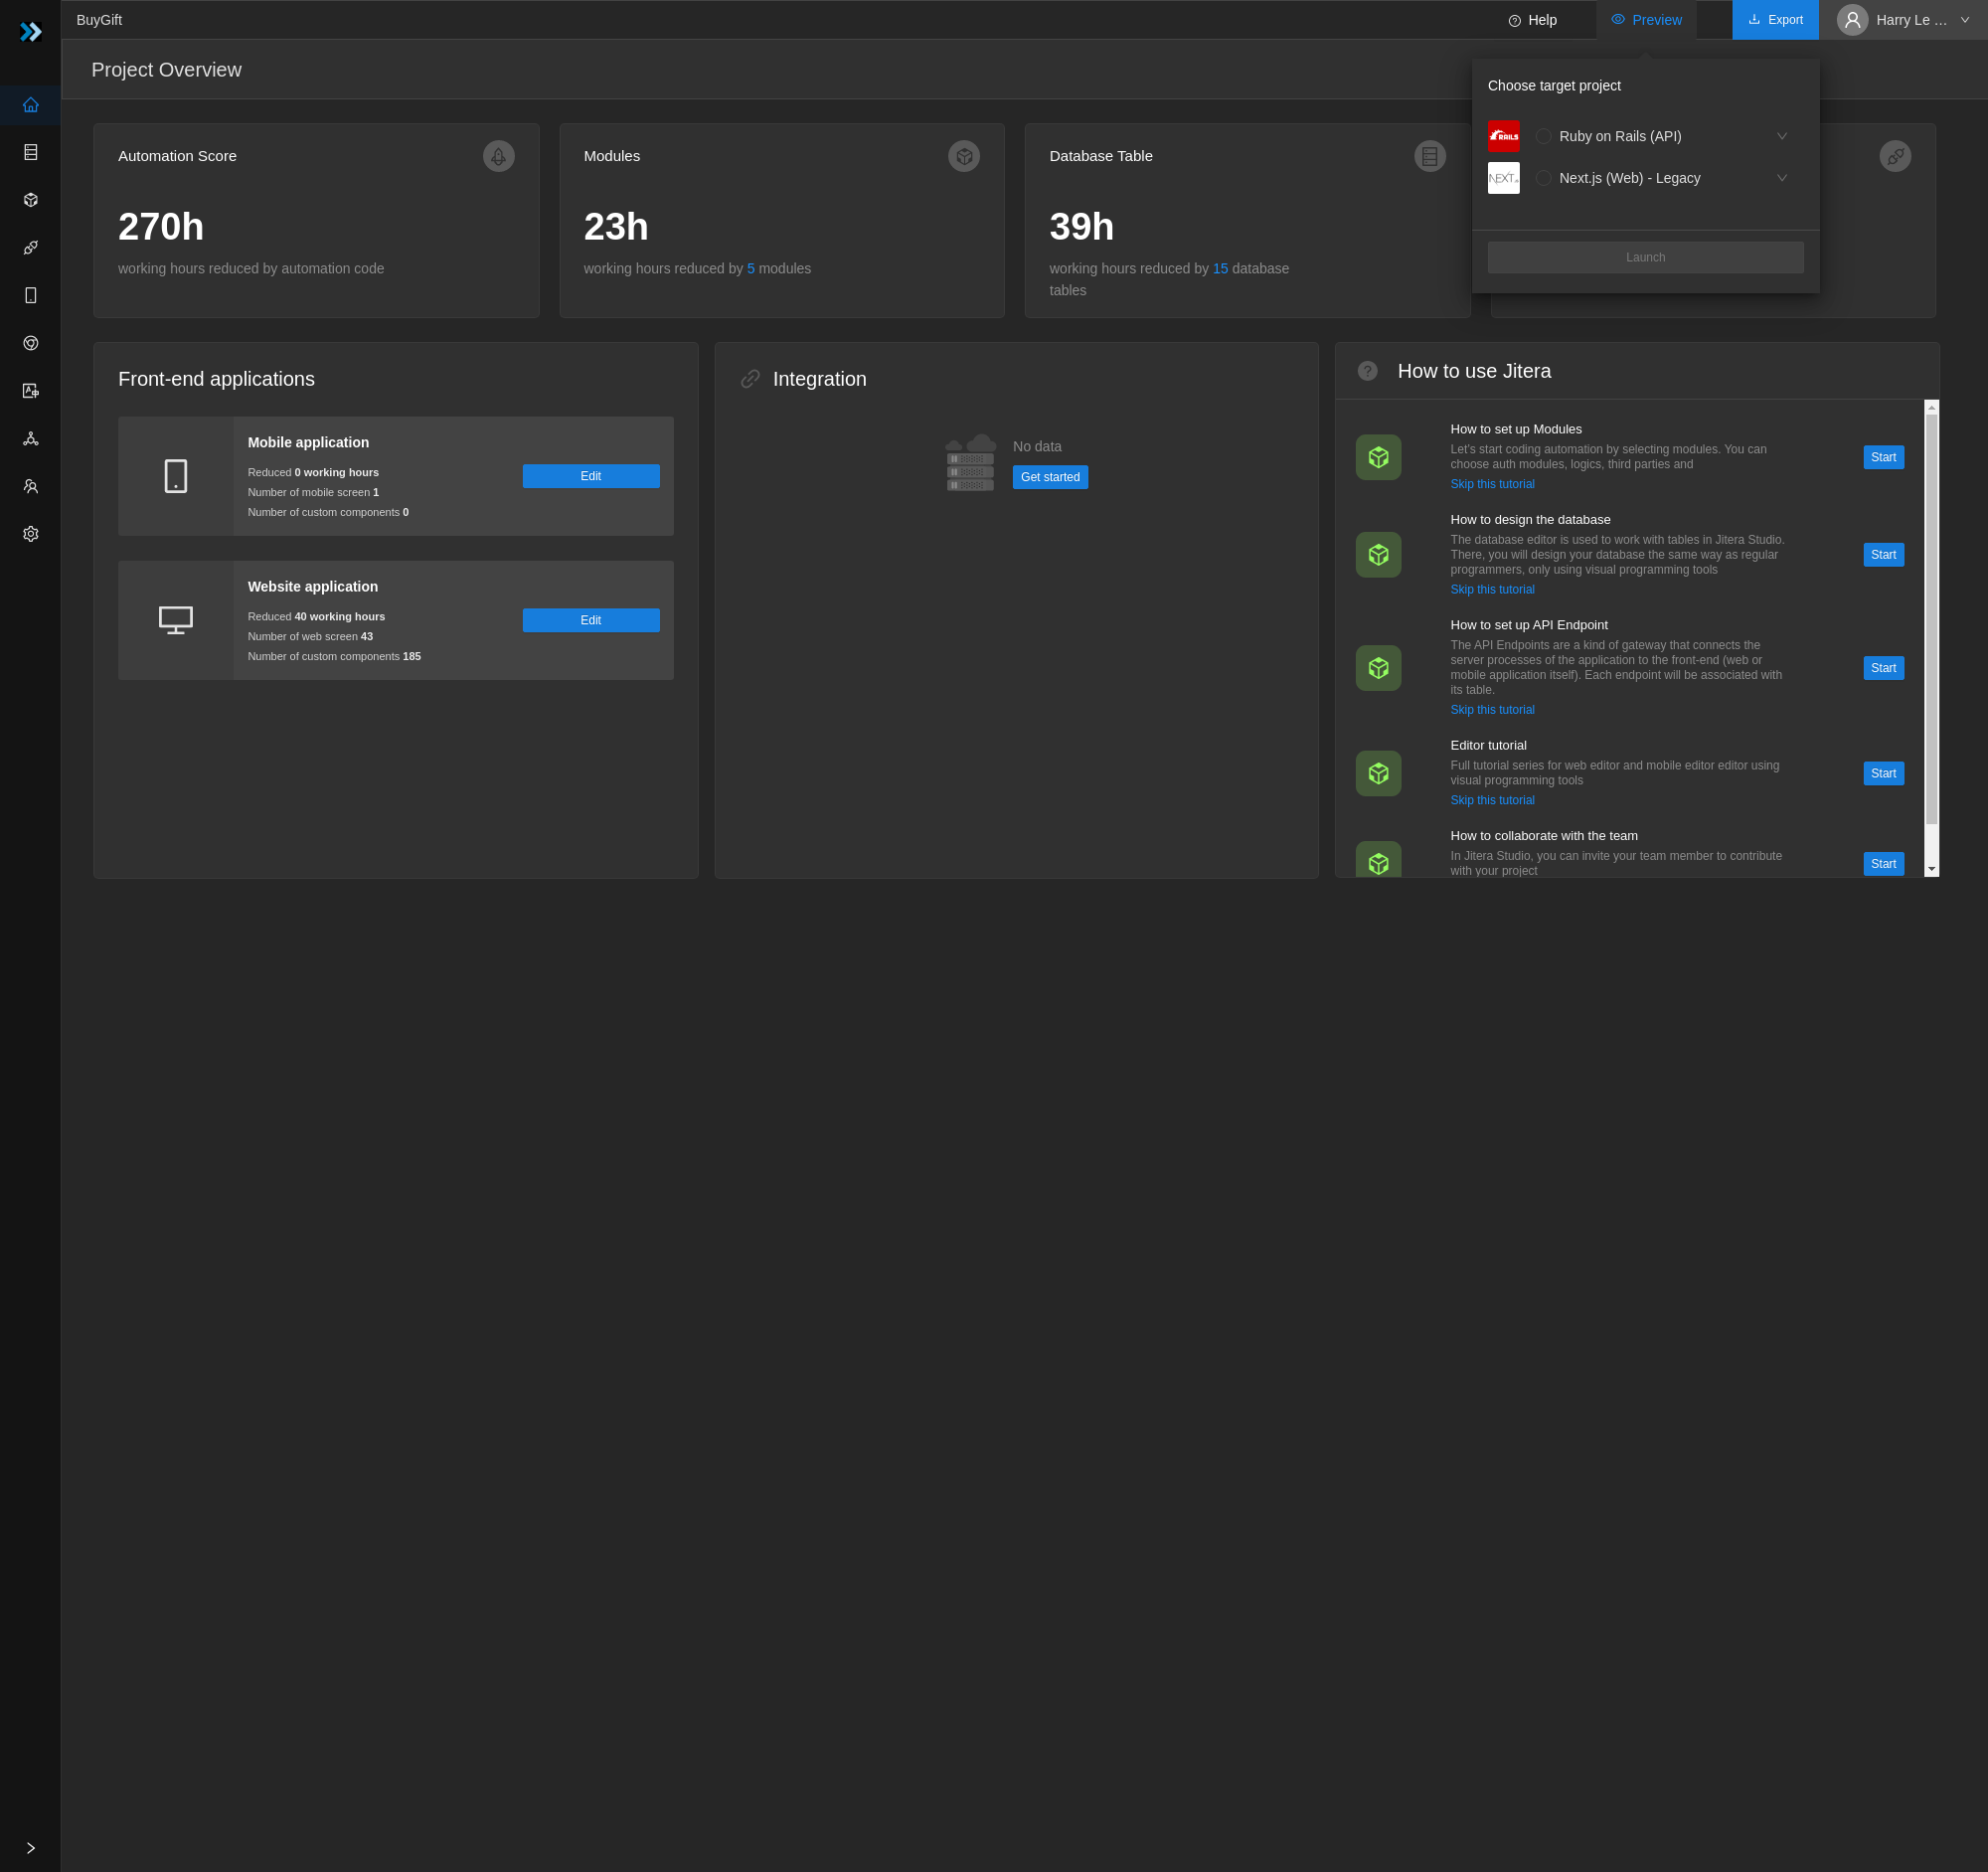 BuyGift
Help
Preview
Export
Harry Le ...
Project Overview
Choose target project
RAILS
Ruby on Rails (API)
NEXT.JS
Next.js (Web) - Legacy
Launch
Automation Score
270h
working hours reduced by automation code
Modules
23h
working hours reduced by 5 modules
Database Table
39h
working hours reduced by 15 database
tables
Front-end applications
Mobile application
Reduced 0 working hours
Number of mobile screen 1
Number of custom components 0
Edit
Website application
Reduced 40 working hours
Number of web screen 43
Number of custom components 185
Edit
Integration
No data
Get started
How to use Jitera
How to set up Modules
Let's start coding automation by selecting modules. You can
choose auth modules, logics, third parties and
Skip this tutorial
Start
How to design the database
The database editor is used to work with tables in Jitera Studio.
There, you will design your database the same way as regular
programmers, only using visual programming tools
Skip this tutorial
Start
How to set up API Endpoint
The API Endpoints are a kind of gateway that connects the
server processes of the application to the front-end (web or
mobile application itself). Each endpoint will be associated with
its table.
Skip this tutorial
Start
Editor tutorial
Full tutorial series for web editor and mobile editor editor using
visual programming tools
Skip this tutorial
Start
How to collaborate with the team
In Jitera Studio, you can invite your team member to contribute
with your project
Start